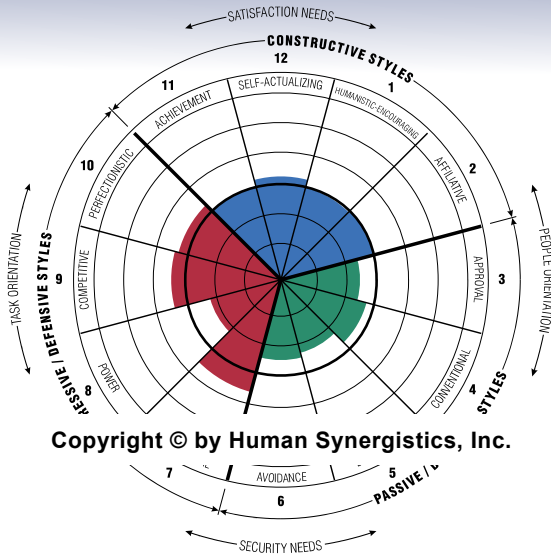 SATISFACTION NEEDS
CONSTRUCTIVE STYLES
12
11
1
SELF-ACTUALIZING
ACHIEVEMENT
HUMANISTIC-ENCOURAGING
10
2
PERFECTIONISTIC
AFFILIATIVE
TASK ORIENTATION
PEOPLE ORIENTATION
9
COMPETITIVE
APPROVAL
3
DEFENSIVE STYLES
8
POWER
CONVENTIONAL
4
STYLES
Copyright © by Human Synergistics, Inc.
7
5
AVOIDANCE
PASSIVE /
6
SECURITY NEEDS